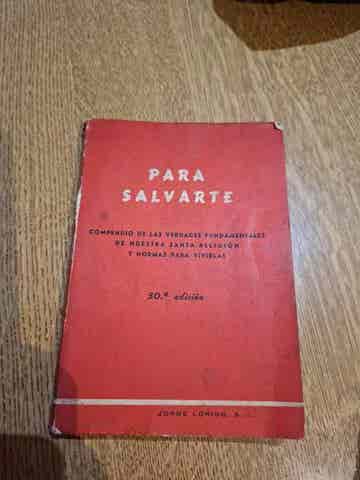 PARA
SALVARTE
COMPENDIO DE LAS VERDADES FUNDAMENTALES
DE NUESTRA SANTA RELIGIÓN
Y NORMAS PARA VIVIRLAS
30.ª edición
JORGE LORING, S.